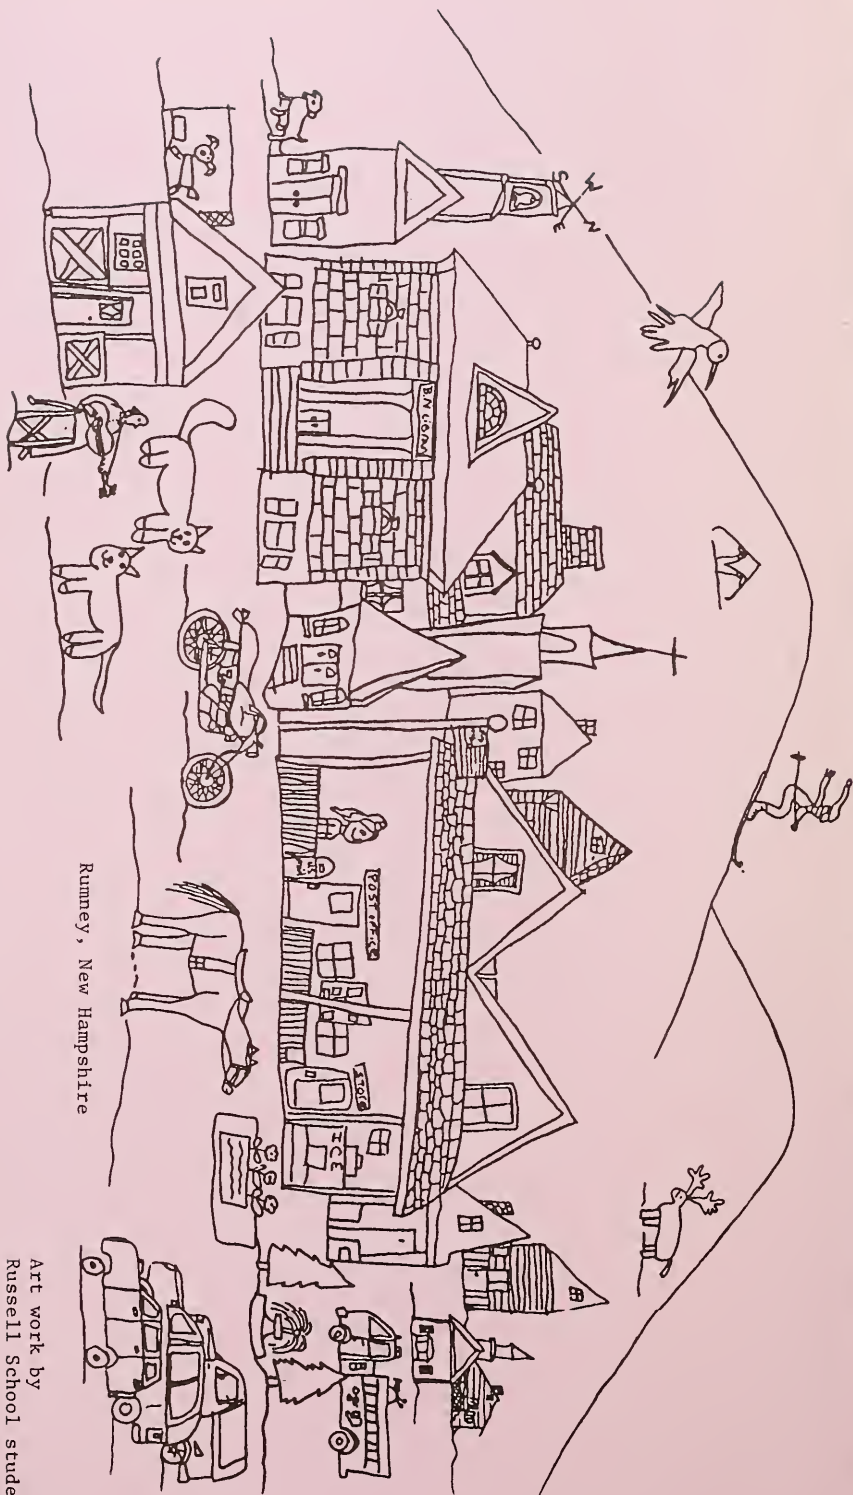 W N
S E
POST OFFICE
STORE
ICE
Rumney, New Hampshire
Art work by
Russell School stude